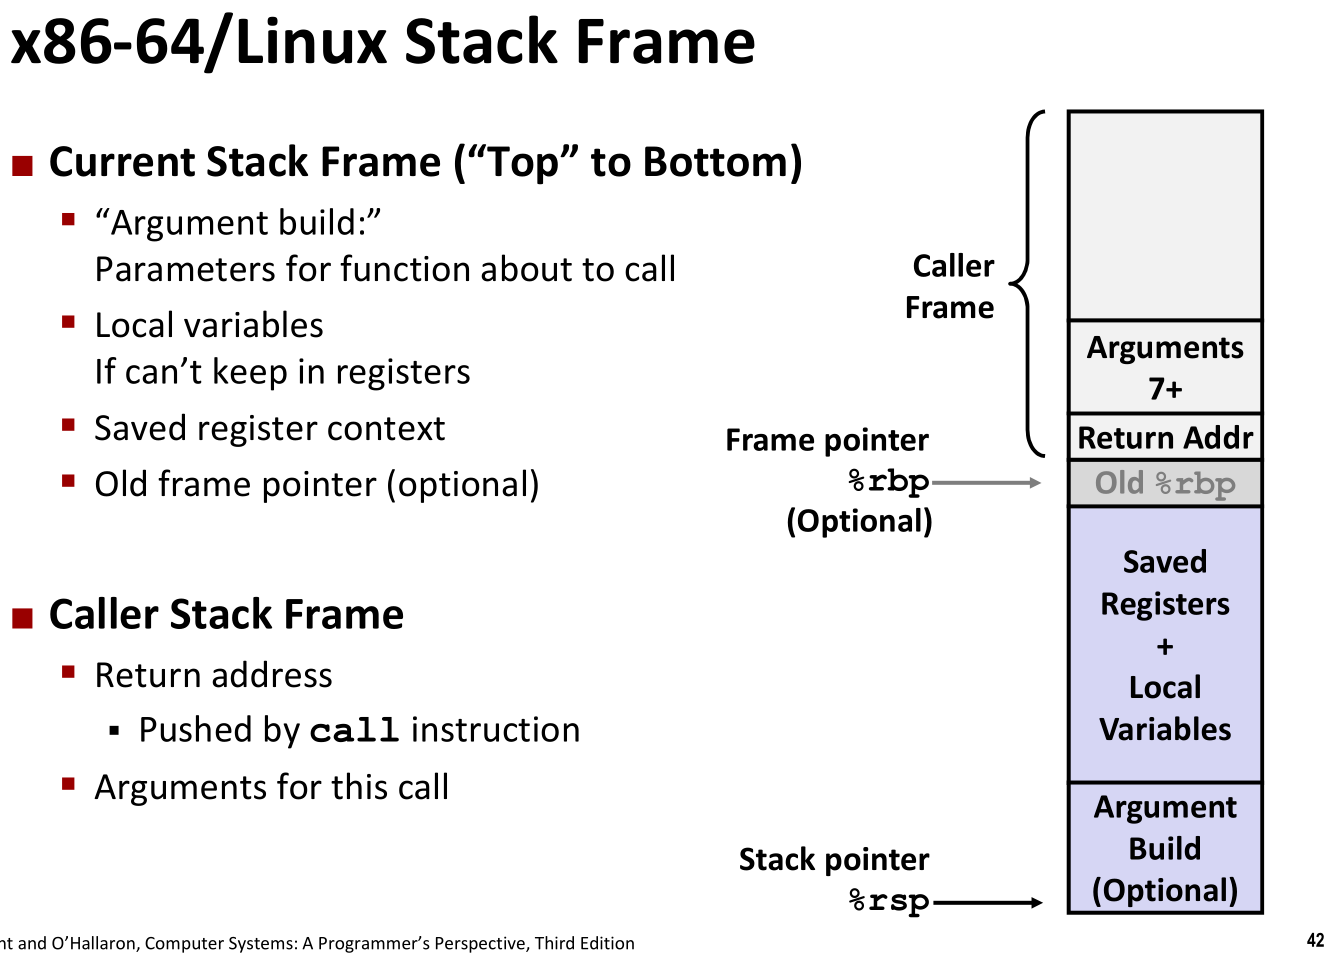 x86-64/Linux Stack Frame
Current Stack Frame (“Top” to Bottom)
“Argument build:”
Parameters for function about to call
Local variables
If can’t keep in registers
Saved register context
Old frame pointer (optional)
Caller Stack Frame
Return address
Pushed by call instruction
Arguments for this call
Caller
Frame
Arguments
7+
Return Addr
Frame pointer
%rbp
(Optional)
Old %rbp
Saved
Registers
+
Local
Variables
Argument
Build
(Optional)
Stack pointer
%rsp
and O’Hallaron, Computer Systems: A Programmer’s Perspective, Third Edition
42